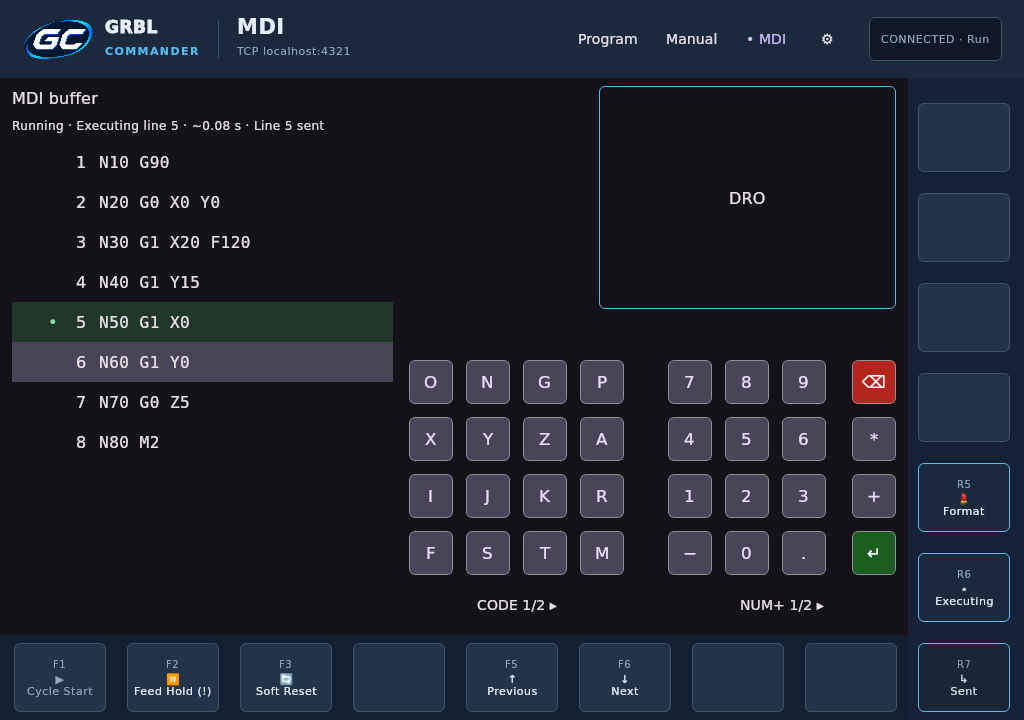 GC
GRBL
COMMANDER
MDI
TCP localhost:4321
Program
Manual
• MDI
⚙
CONNECTED · Run
MDI buffer
Running · Executing line 5 · ~0.08 s · Line 5 sent
1 N10 G90
2 N20 G0 X0 Y0
3 N30 G1 X20 F120
4 N40 G1 Y15
• 5 N50 G1 X0
6 N60 G1 Y0
7 N70 G0 Z5
8 N80 M2
DRO
O N G P 7 8 9 ⌫
X Y Z A 4 5 6 *
I J K R 1 2 3 +
F S T M − 0 . ↵
CODE 1/2 ▸
NUM+ 1/2 ▸
R5
Format
R6
•
Executing
R7
↳
Sent
F1
▶
Cycle Start
F2
⏸
Feed Hold (!)
F3
🔄
Soft Reset
F5
↑
Previous
F6
↓
Next